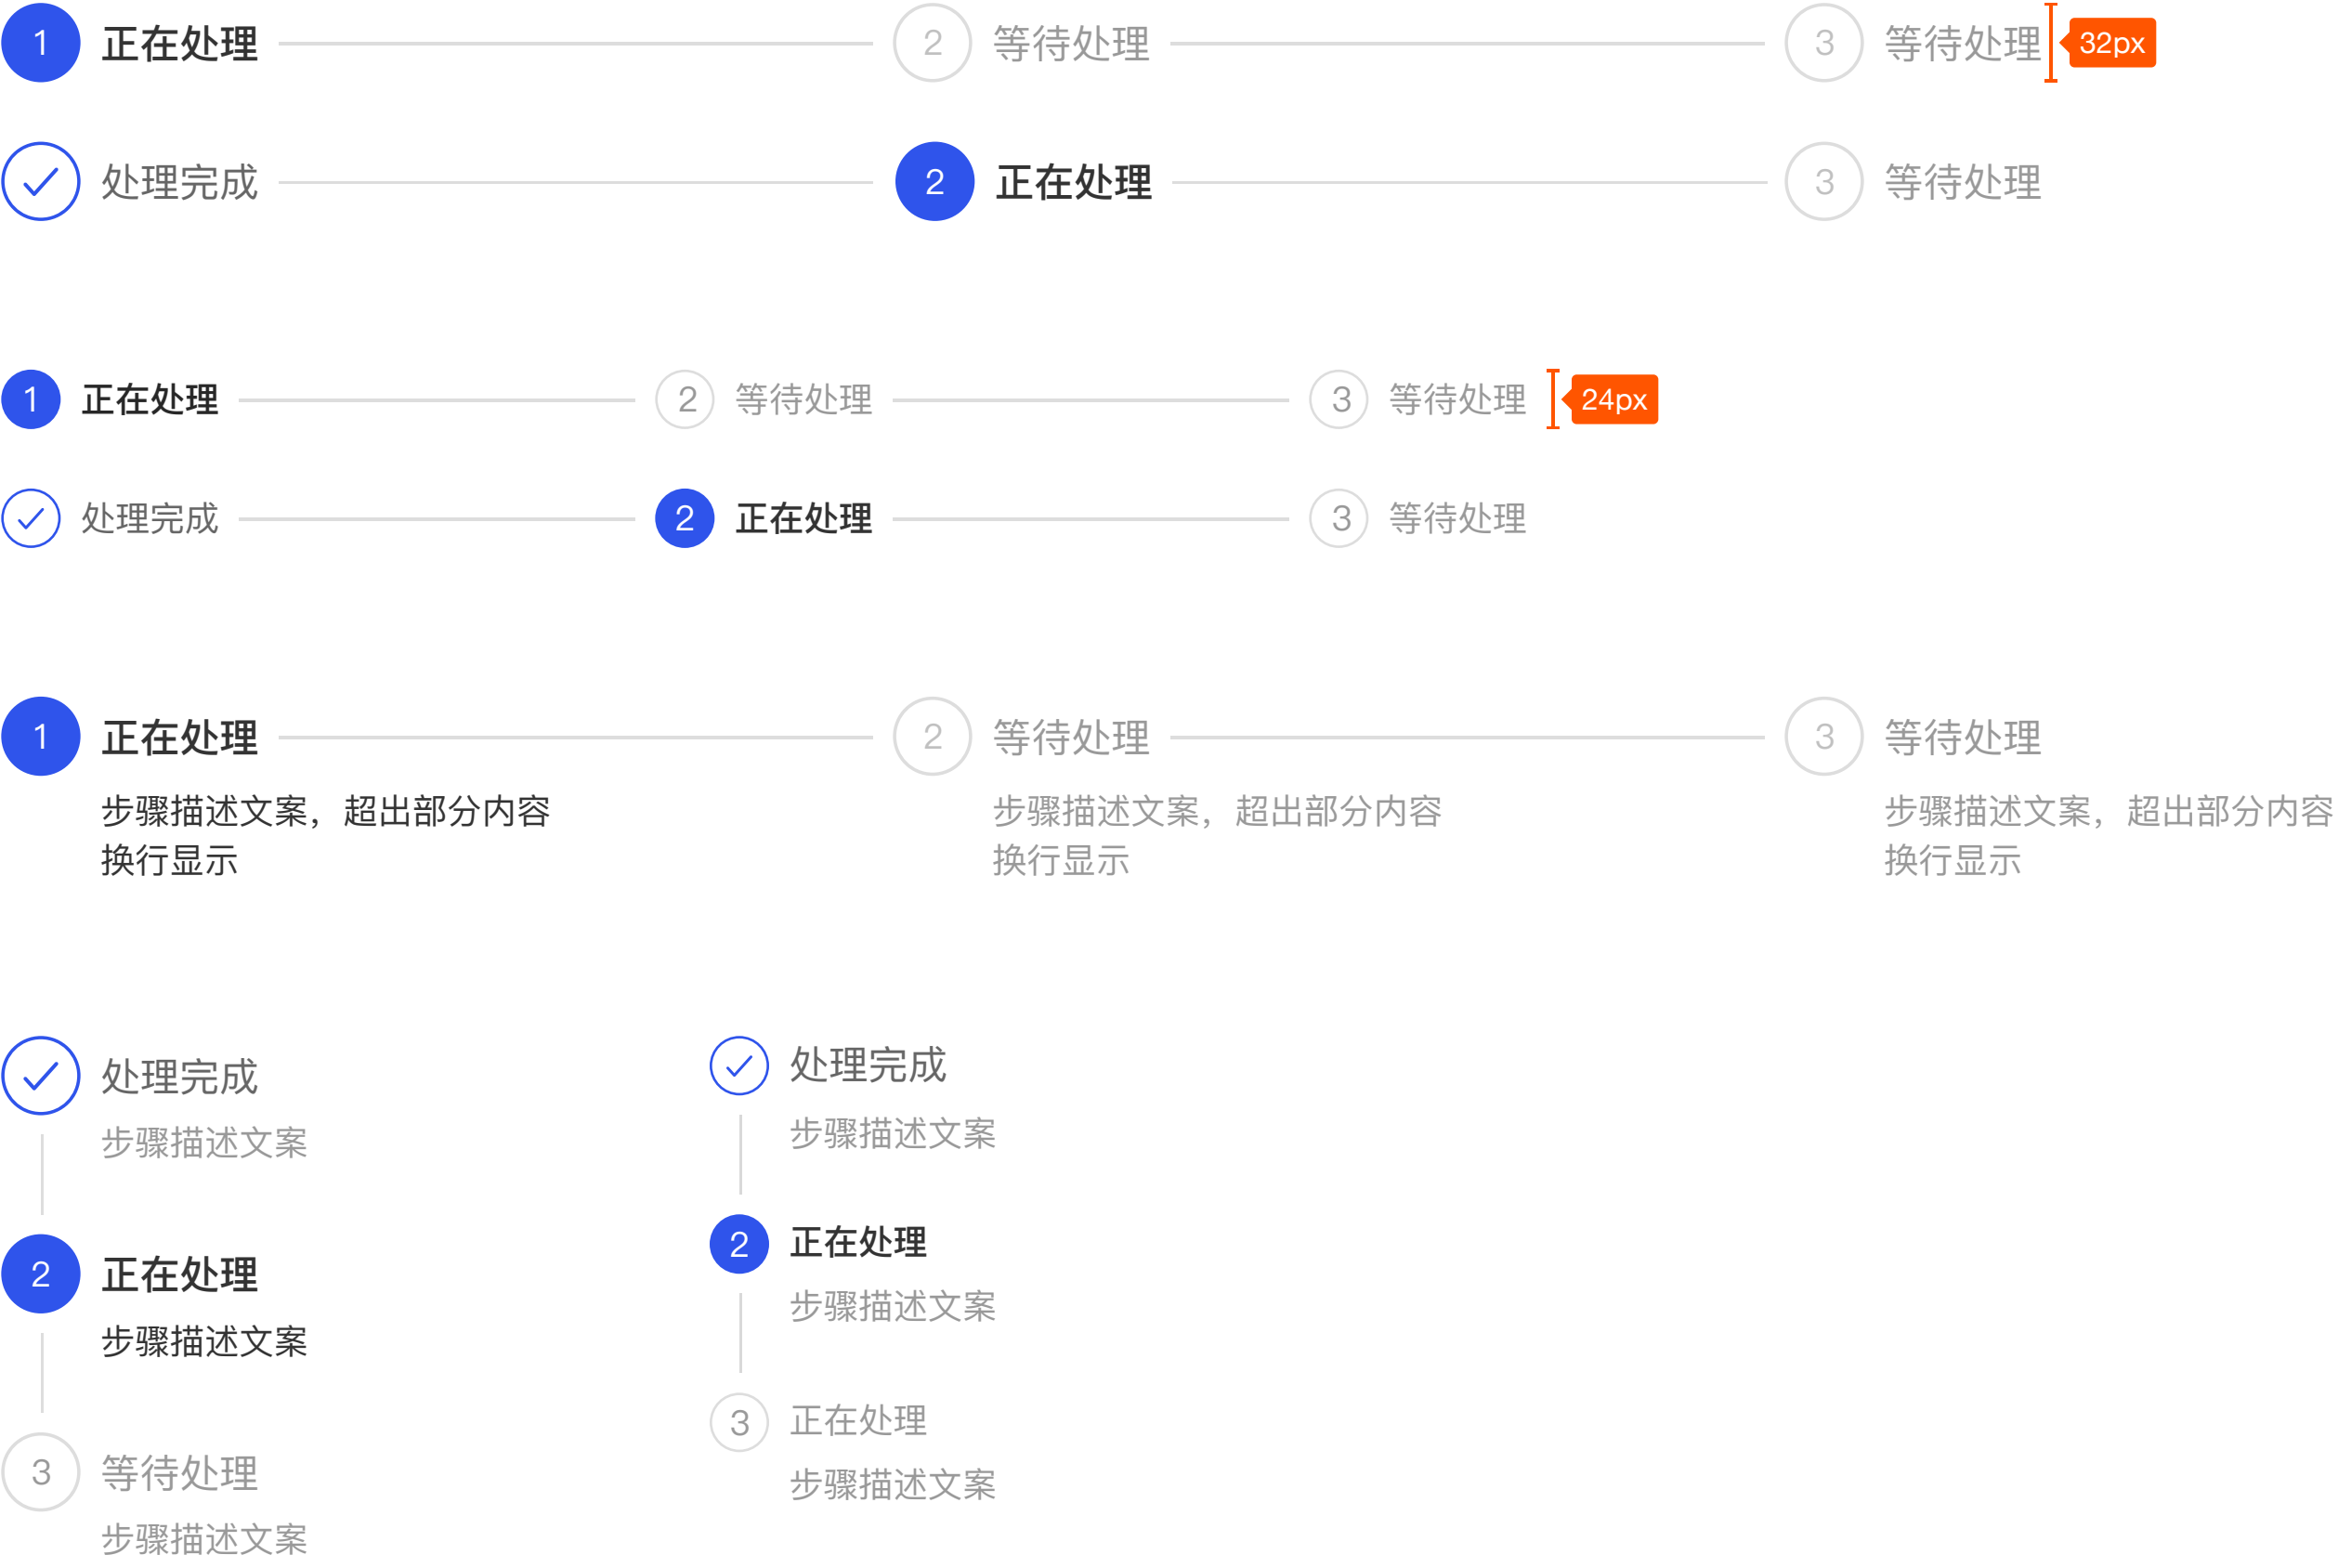 1 正在处理 2 等待处理 3 等待处理 32px
处理完成 2 正在处理 3 等待处理
1 正在处理 2 等待处理 3 等待处理 24px
处理完成 2 正在处理 3 等待处理
1 正在处理 2 等待处理 3 等待处理
步骤描述文案，超出部分内容 步骤描述文案，超出部分内容 步骤描述文案，超出部分内容
换行显示 换行显示 换行显示
处理完成
步骤描述文案
2 正在处理
步骤描述文案
3 等待处理
步骤描述文案
处理完成
步骤描述文案
2 正在处理
步骤描述文案
3 正在处理
步骤描述文案